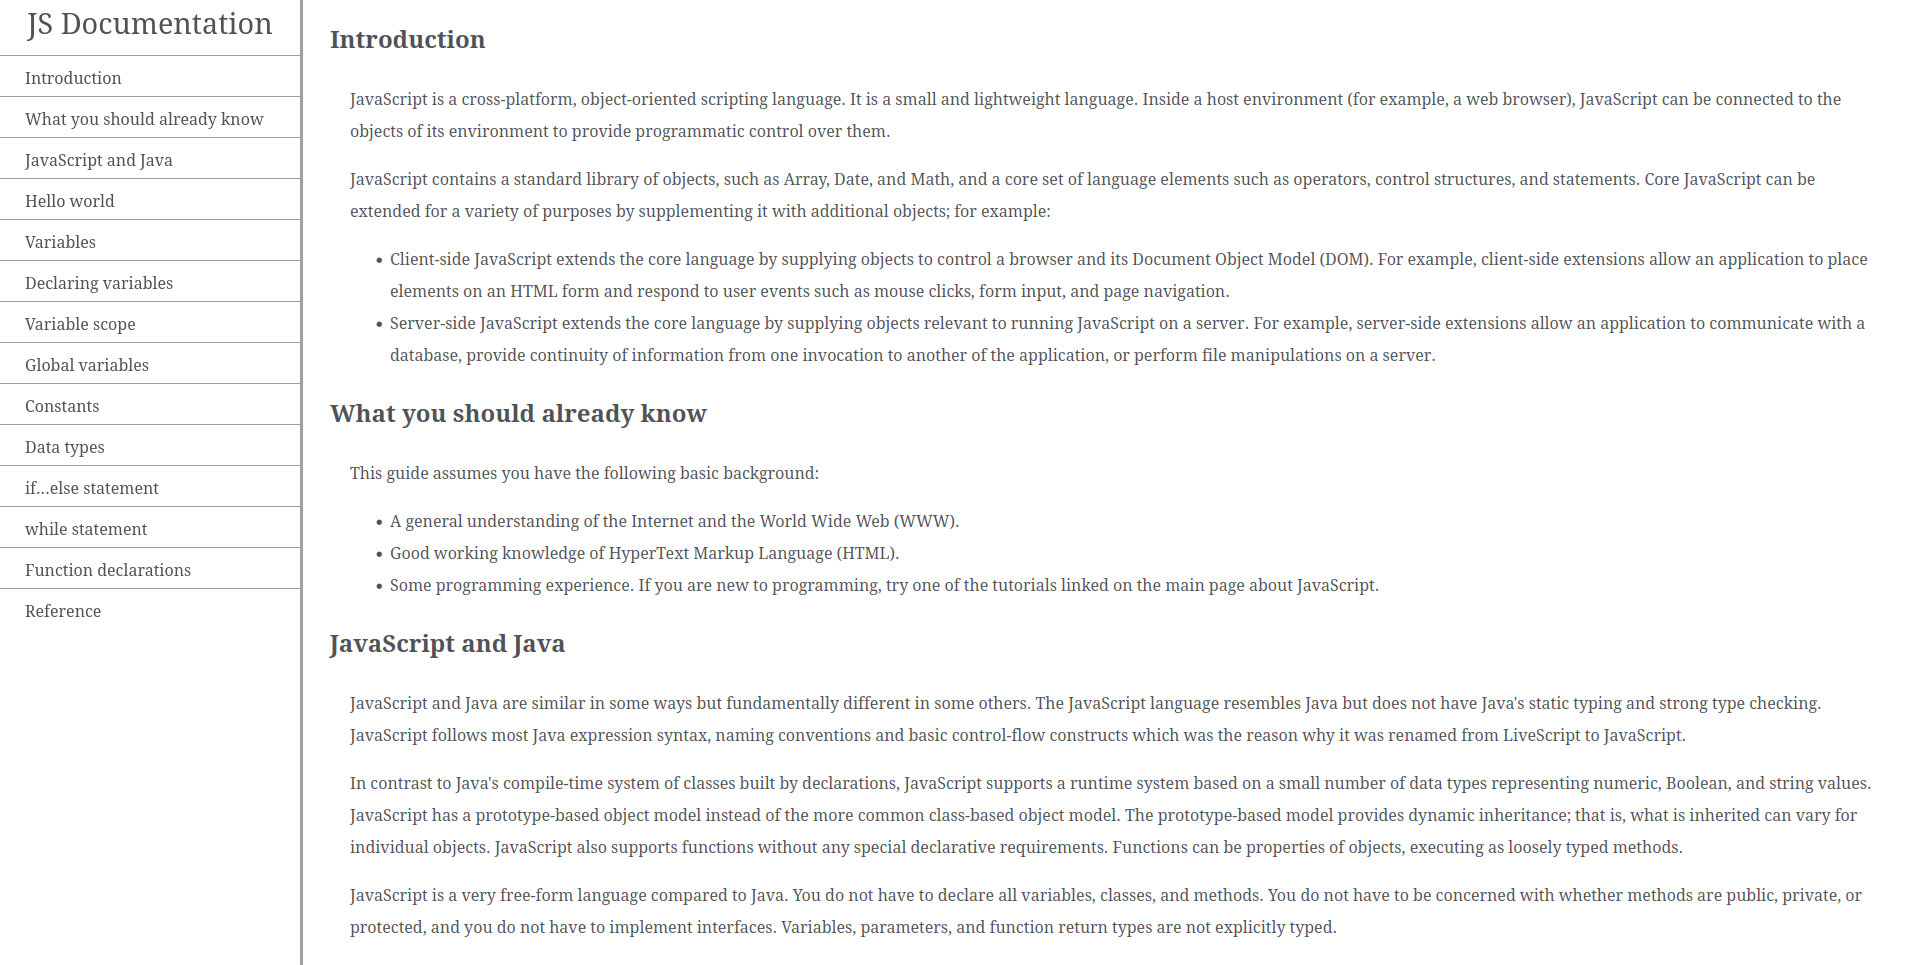 JS Documentation
Introduction
What you should already know
JavaScript and Java
Hello world
Variables
Declaring variables
Variable scope
Global variables
Constants
Data types
if...else statement
while statement
Function declarations
Reference
Introduction
JavaScript is a cross-platform, object-oriented scripting language. It is a small and lightweight language. Inside a host environment (for example, a web browser), JavaScript can be connected to the
objects of its environment to provide programmatic control over them.
JavaScript contains a standard library of objects, such as Array, Date, and Math, and a core set of language elements such as operators, control structures, and statements. Core JavaScript can be
extended for a variety of purposes by supplementing it with additional objects; for example:
• Client-side JavaScript extends the core language by supplying objects to control a browser and its Document Object Model (DOM). For example, client-side extensions allow an application to place
elements on an HTML form and respond to user events such as mouse clicks, form input, and page navigation.
• Server-side JavaScript extends the core language by supplying objects relevant to running JavaScript on a server. For example, server-side extensions allow an application to communicate with a
database, provide continuity of information from one invocation to another of the application, or perform file manipulations on a server.
What you should already know
This guide assumes you have the following basic background:
• A general understanding of the Internet and the World Wide Web (WWW).
• Good working knowledge of HyperText Markup Language (HTML).
• Some programming experience. If you are new to programming, try one of the tutorials linked on the main page about JavaScript.
JavaScript and Java
JavaScript and Java are similar in some ways but fundamentally different in some others. The JavaScript language resembles Java but does not have Java's static typing and strong type checking.
JavaScript follows most Java expression syntax, naming conventions and basic control-flow constructs which was the reason why it was renamed from LiveScript to JavaScript.
In contrast to Java's compile-time system of classes built by declarations, JavaScript supports a runtime system based on a small number of data types representing numeric, Boolean, and string values.
JavaScript has a prototype-based object model instead of the more common class-based object model. The prototype-based model provides dynamic inheritance; that is, what is inherited can vary for
individual objects. JavaScript also supports functions without any special declarative requirements. Functions can be properties of objects, executing as loosely typed methods.
JavaScript is a very free-form language compared to Java. You do not have to declare all variables, classes, and methods. You do not have to be concerned with whether methods are public, private, or
protected, and you do not have to implement interfaces. Variables, parameters, and function return types are not explicitly typed.